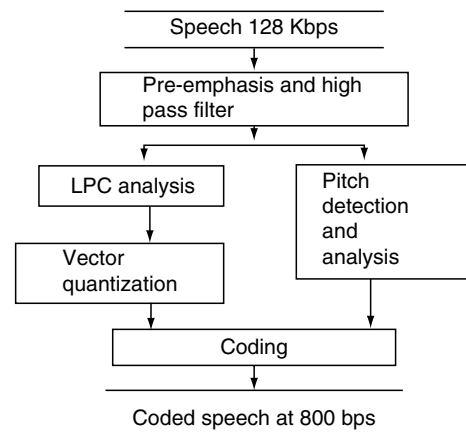 Speech 128 Kbps
Pre-emphasis and high
pass filter
LPC analysis
Pitch
detection
and
analysis
Vector
quantization
Coding
Coded speech at 800 bps